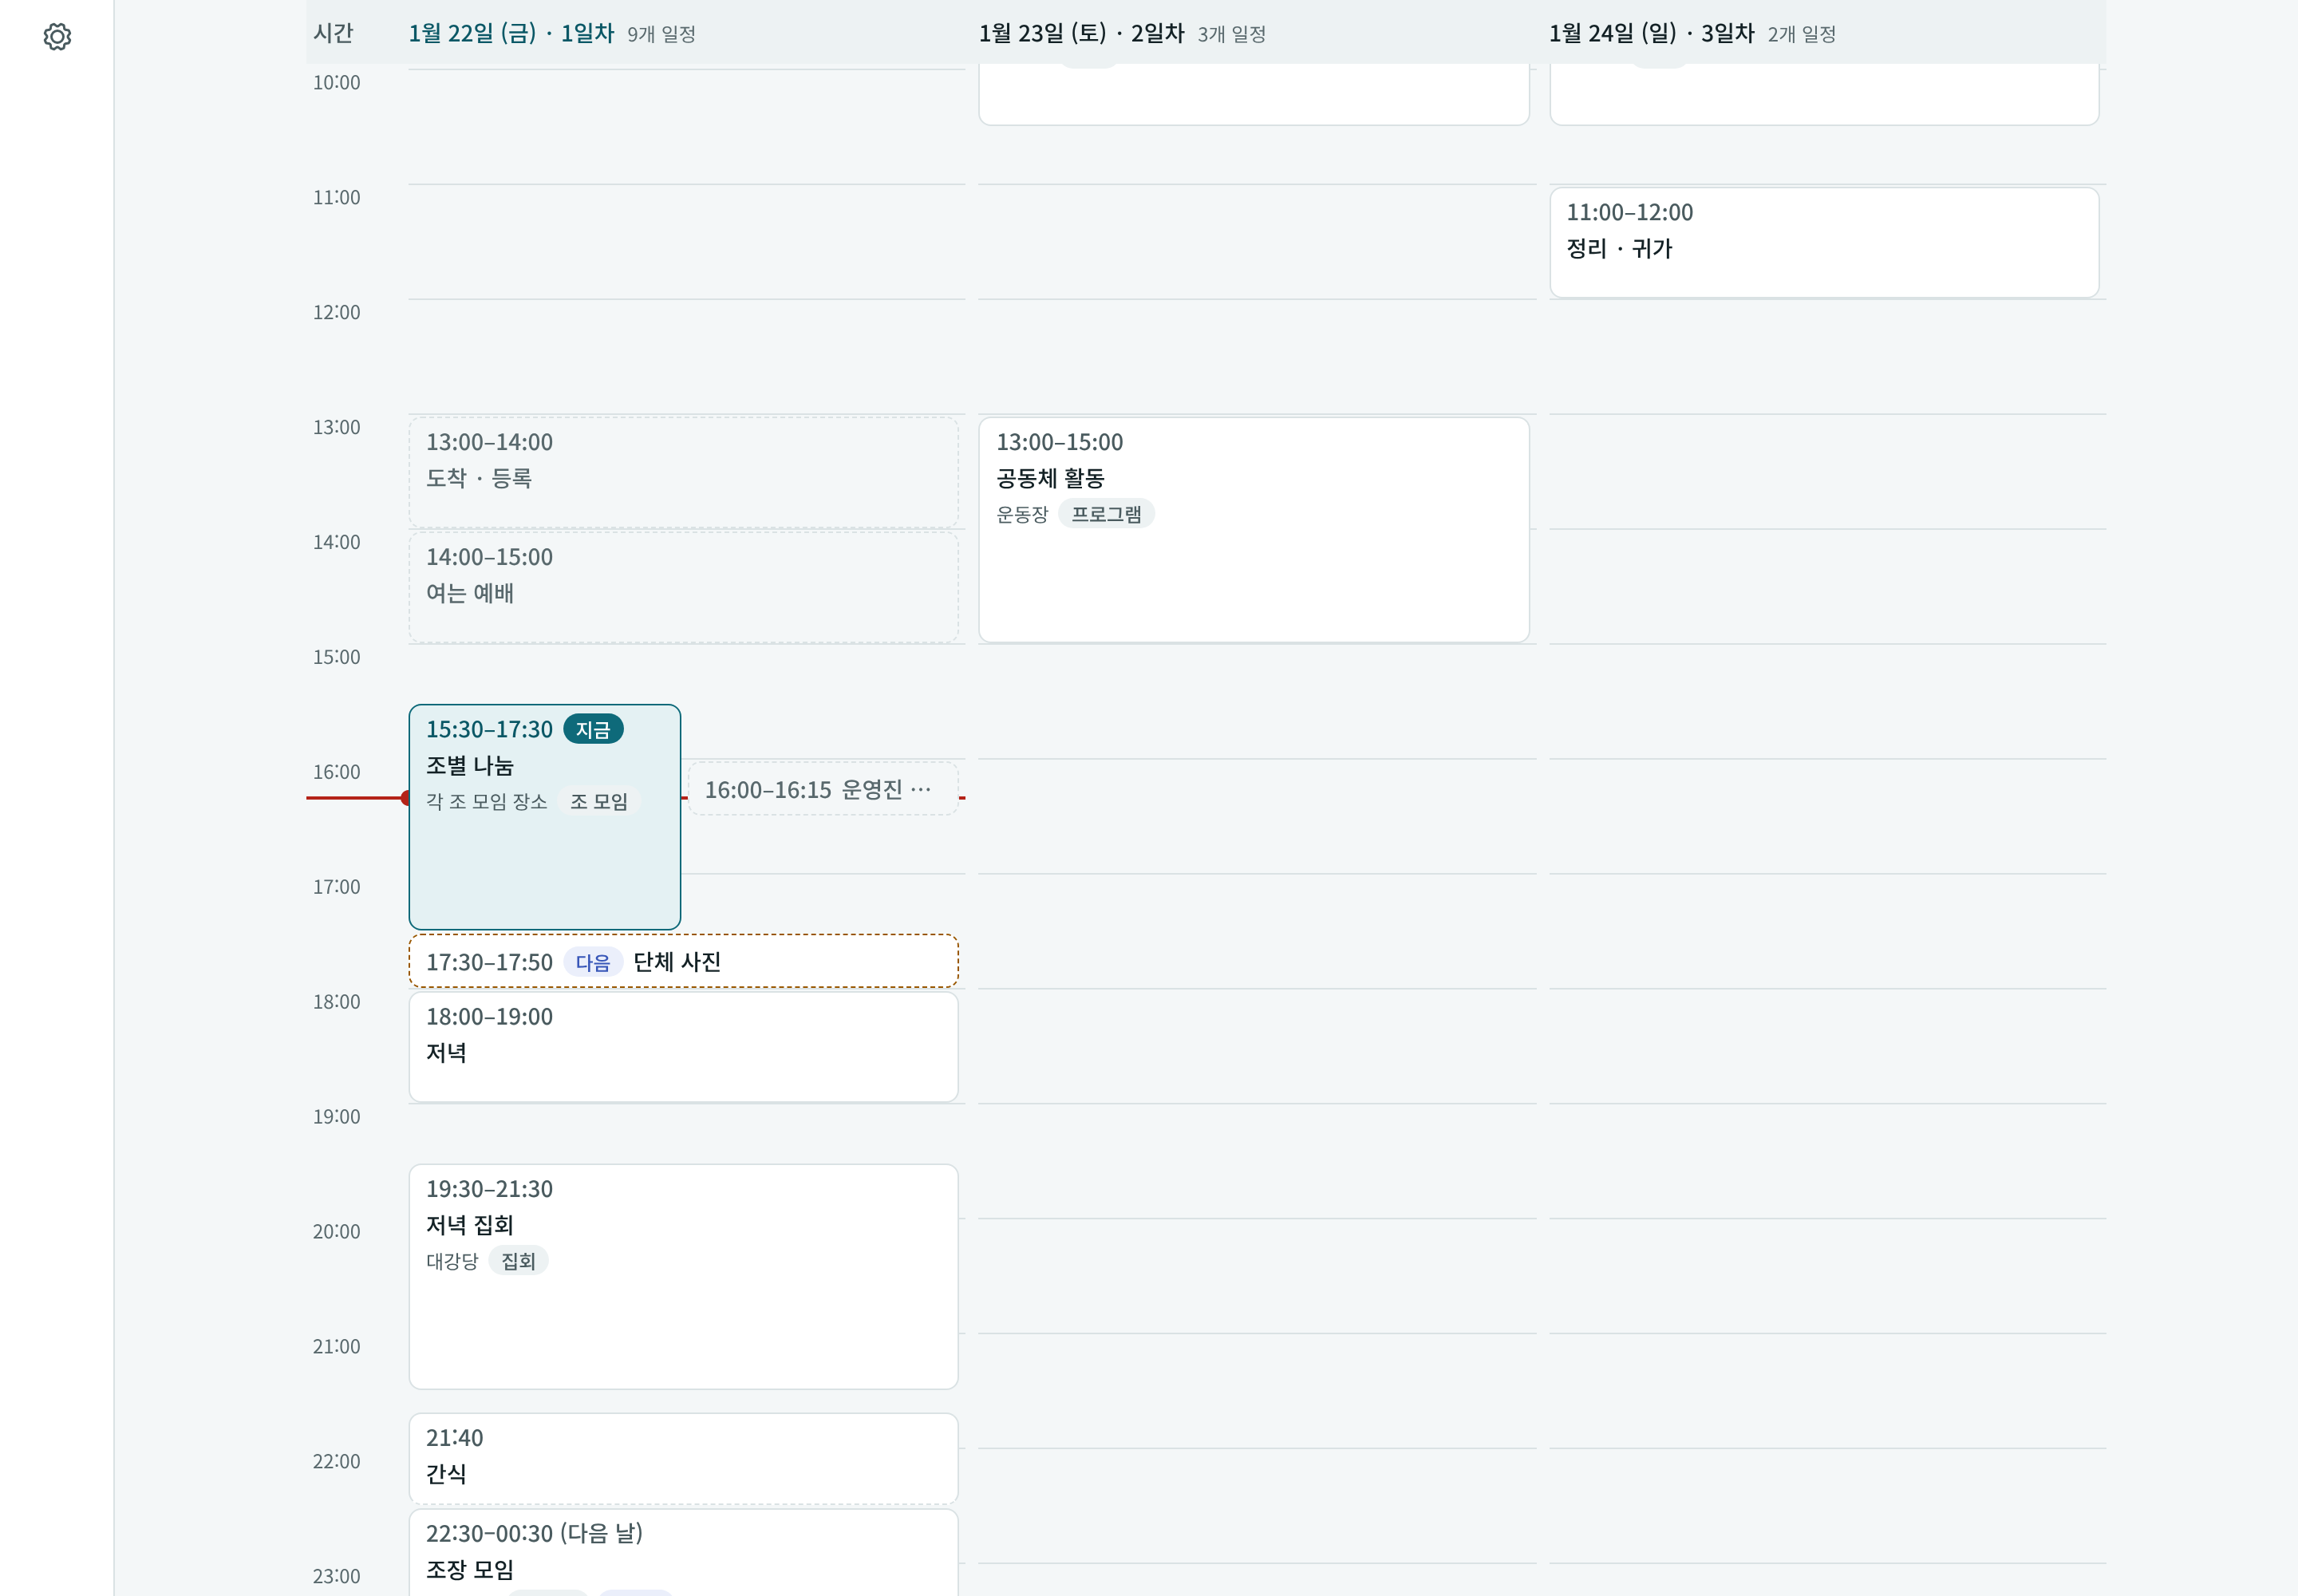 시간
1월 22일 (금) · 1일차 9개 일정
1월 23일 (토) · 2일차 3개 일정
1월 24일 (일) · 3일차 2개 일정
10:00
11:00
11:00–12:00
정리 · 귀가
12:00
13:00
13:00–14:00
도착 · 등록
13:00–15:00
공동체 활동
운동장 프로그램
14:00
14:00–15:00
여는 예배
15:00
15:30–17:30 지금
조별 나눔
각 조 모임 장소 조 모임
16:00
16:00–16:15 운영진 ···
17:00
17:30–17:50 다음 단체 사진
18:00
18:00–19:00
저녁
19:00
19:30–21:30
저녁 집회
대강당 집회
20:00
21:00
21:40
간식
22:00
22:30–00:30 (다음 날)
조장 모임
23:00